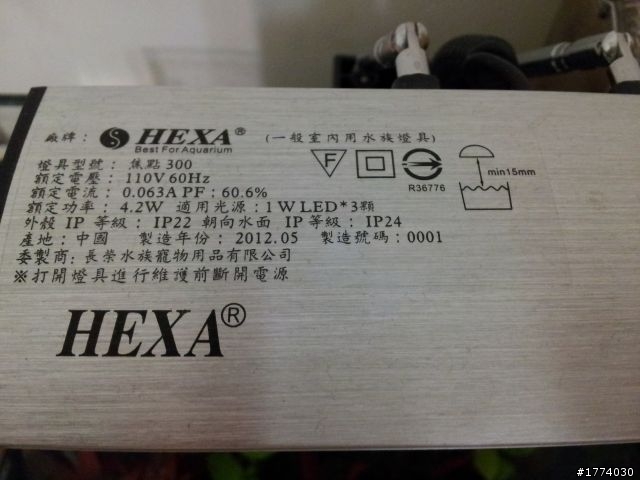 廠牌： HEXA® (一般室內用水族燈具)
Best For Aquarium
燈具型號：焦點 300
額定電壓：110V 60Hz
額定電流：0.063A PF：60.6%
額定功率：4.2W 適用光源：1W LED*3顆
外殼 IP 等級：IP22 朝向水面 IP 等級：IP24
產地：中國 製造年份：2012.05 製造號碼：0001
委製商：長榮水族寵物用品有限公司
※打開燈具進行維護前斷開電源
F
R36776
min15mm
HEXA®
#1774030